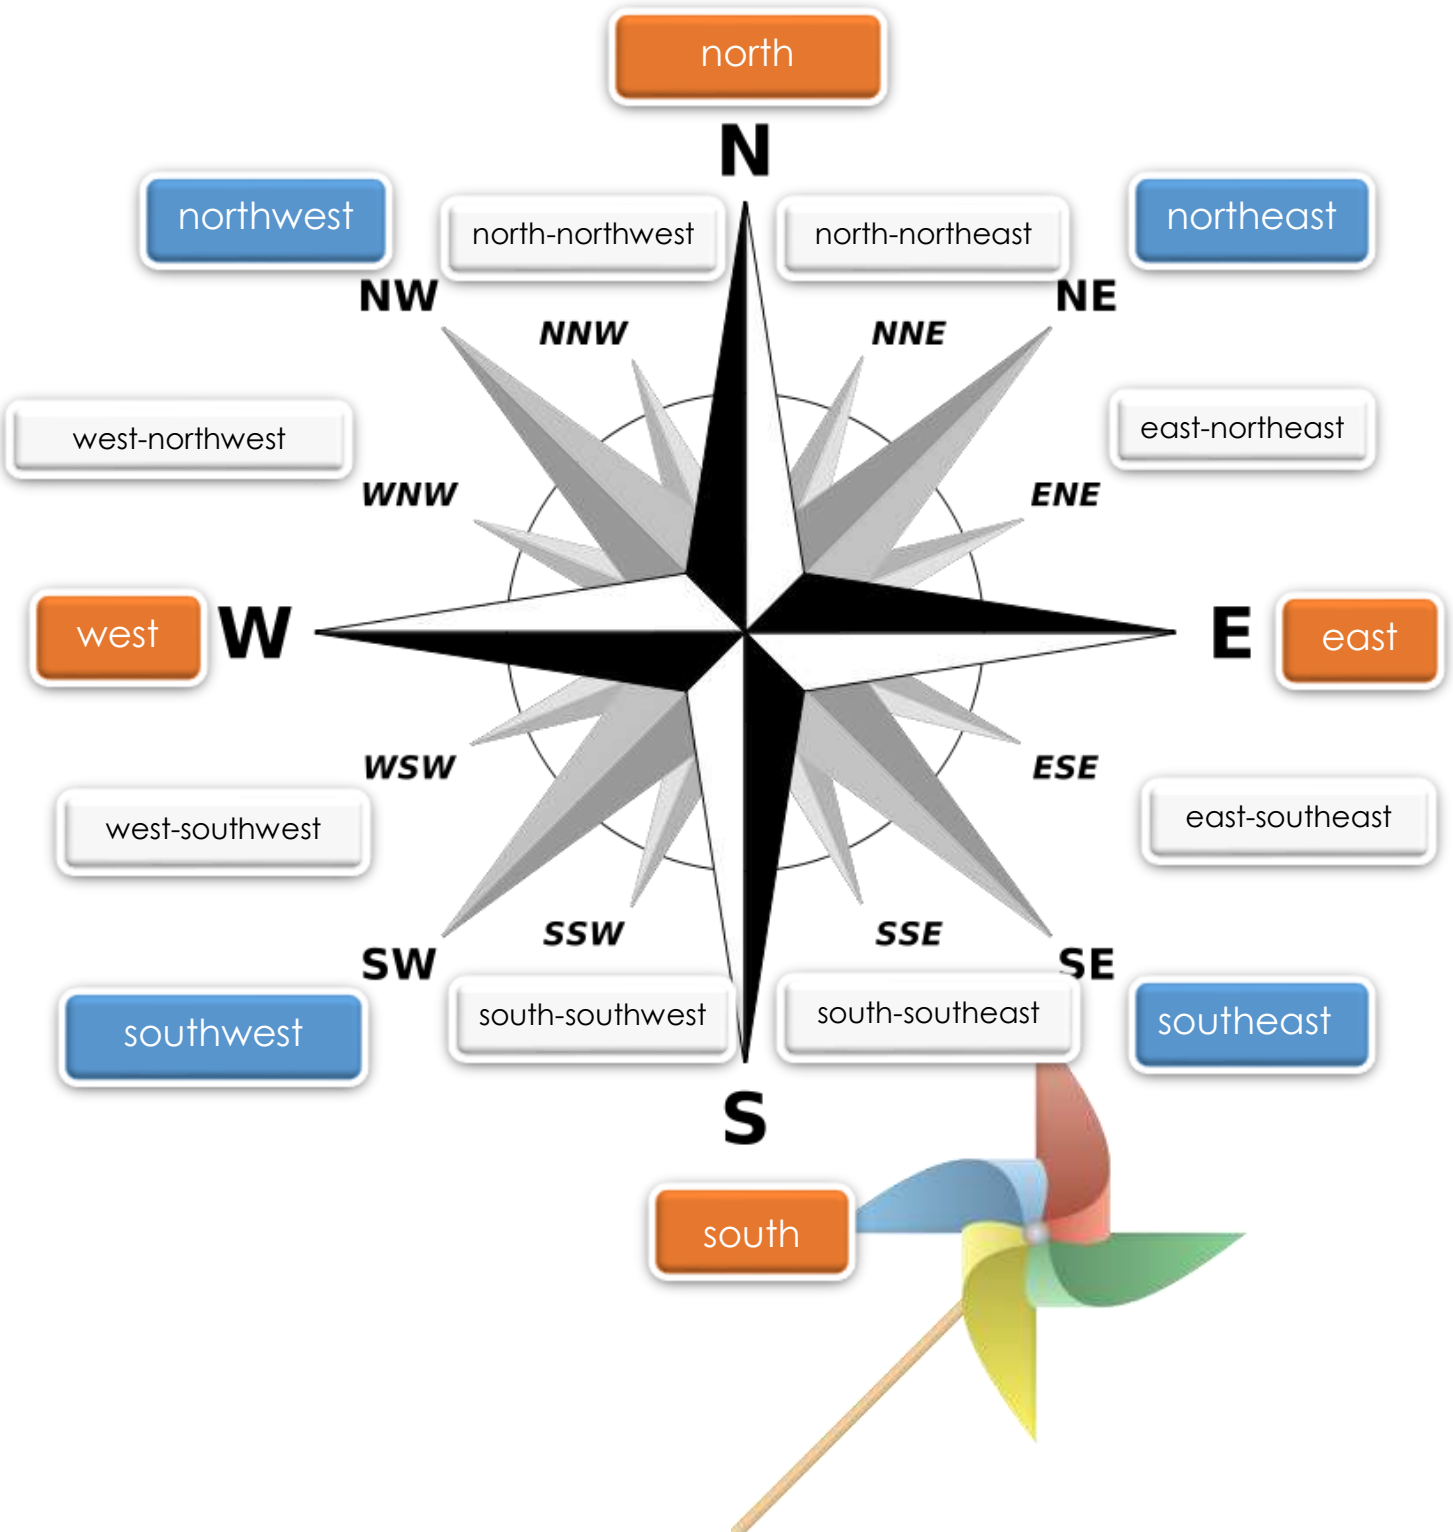 north
N
northwest
north-northwest
north-northeast
northeast
NW
NNW
NNE
NE
west-northwest
east-northeast
WNW
ENE
west
W
E
east
WSW
ESE
west-southwest
east-southeast
SW
SSW
SSE
SE
southwest
south-southwest
south-southeast
southeast
S
south